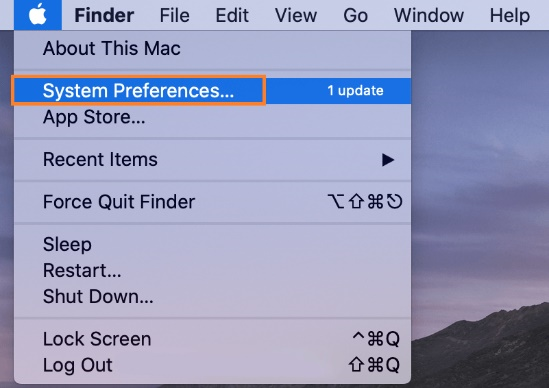 Finder File Edit View Go Window Help
About This Mac
System Preferences... 1 update
App Store...
Recent Items ▶
Force Quit Finder ⌥⇧⌘⎋
Sleep
Restart...
Shut Down...
Lock Screen ^⌘Q
Log Out ⇧⌘Q